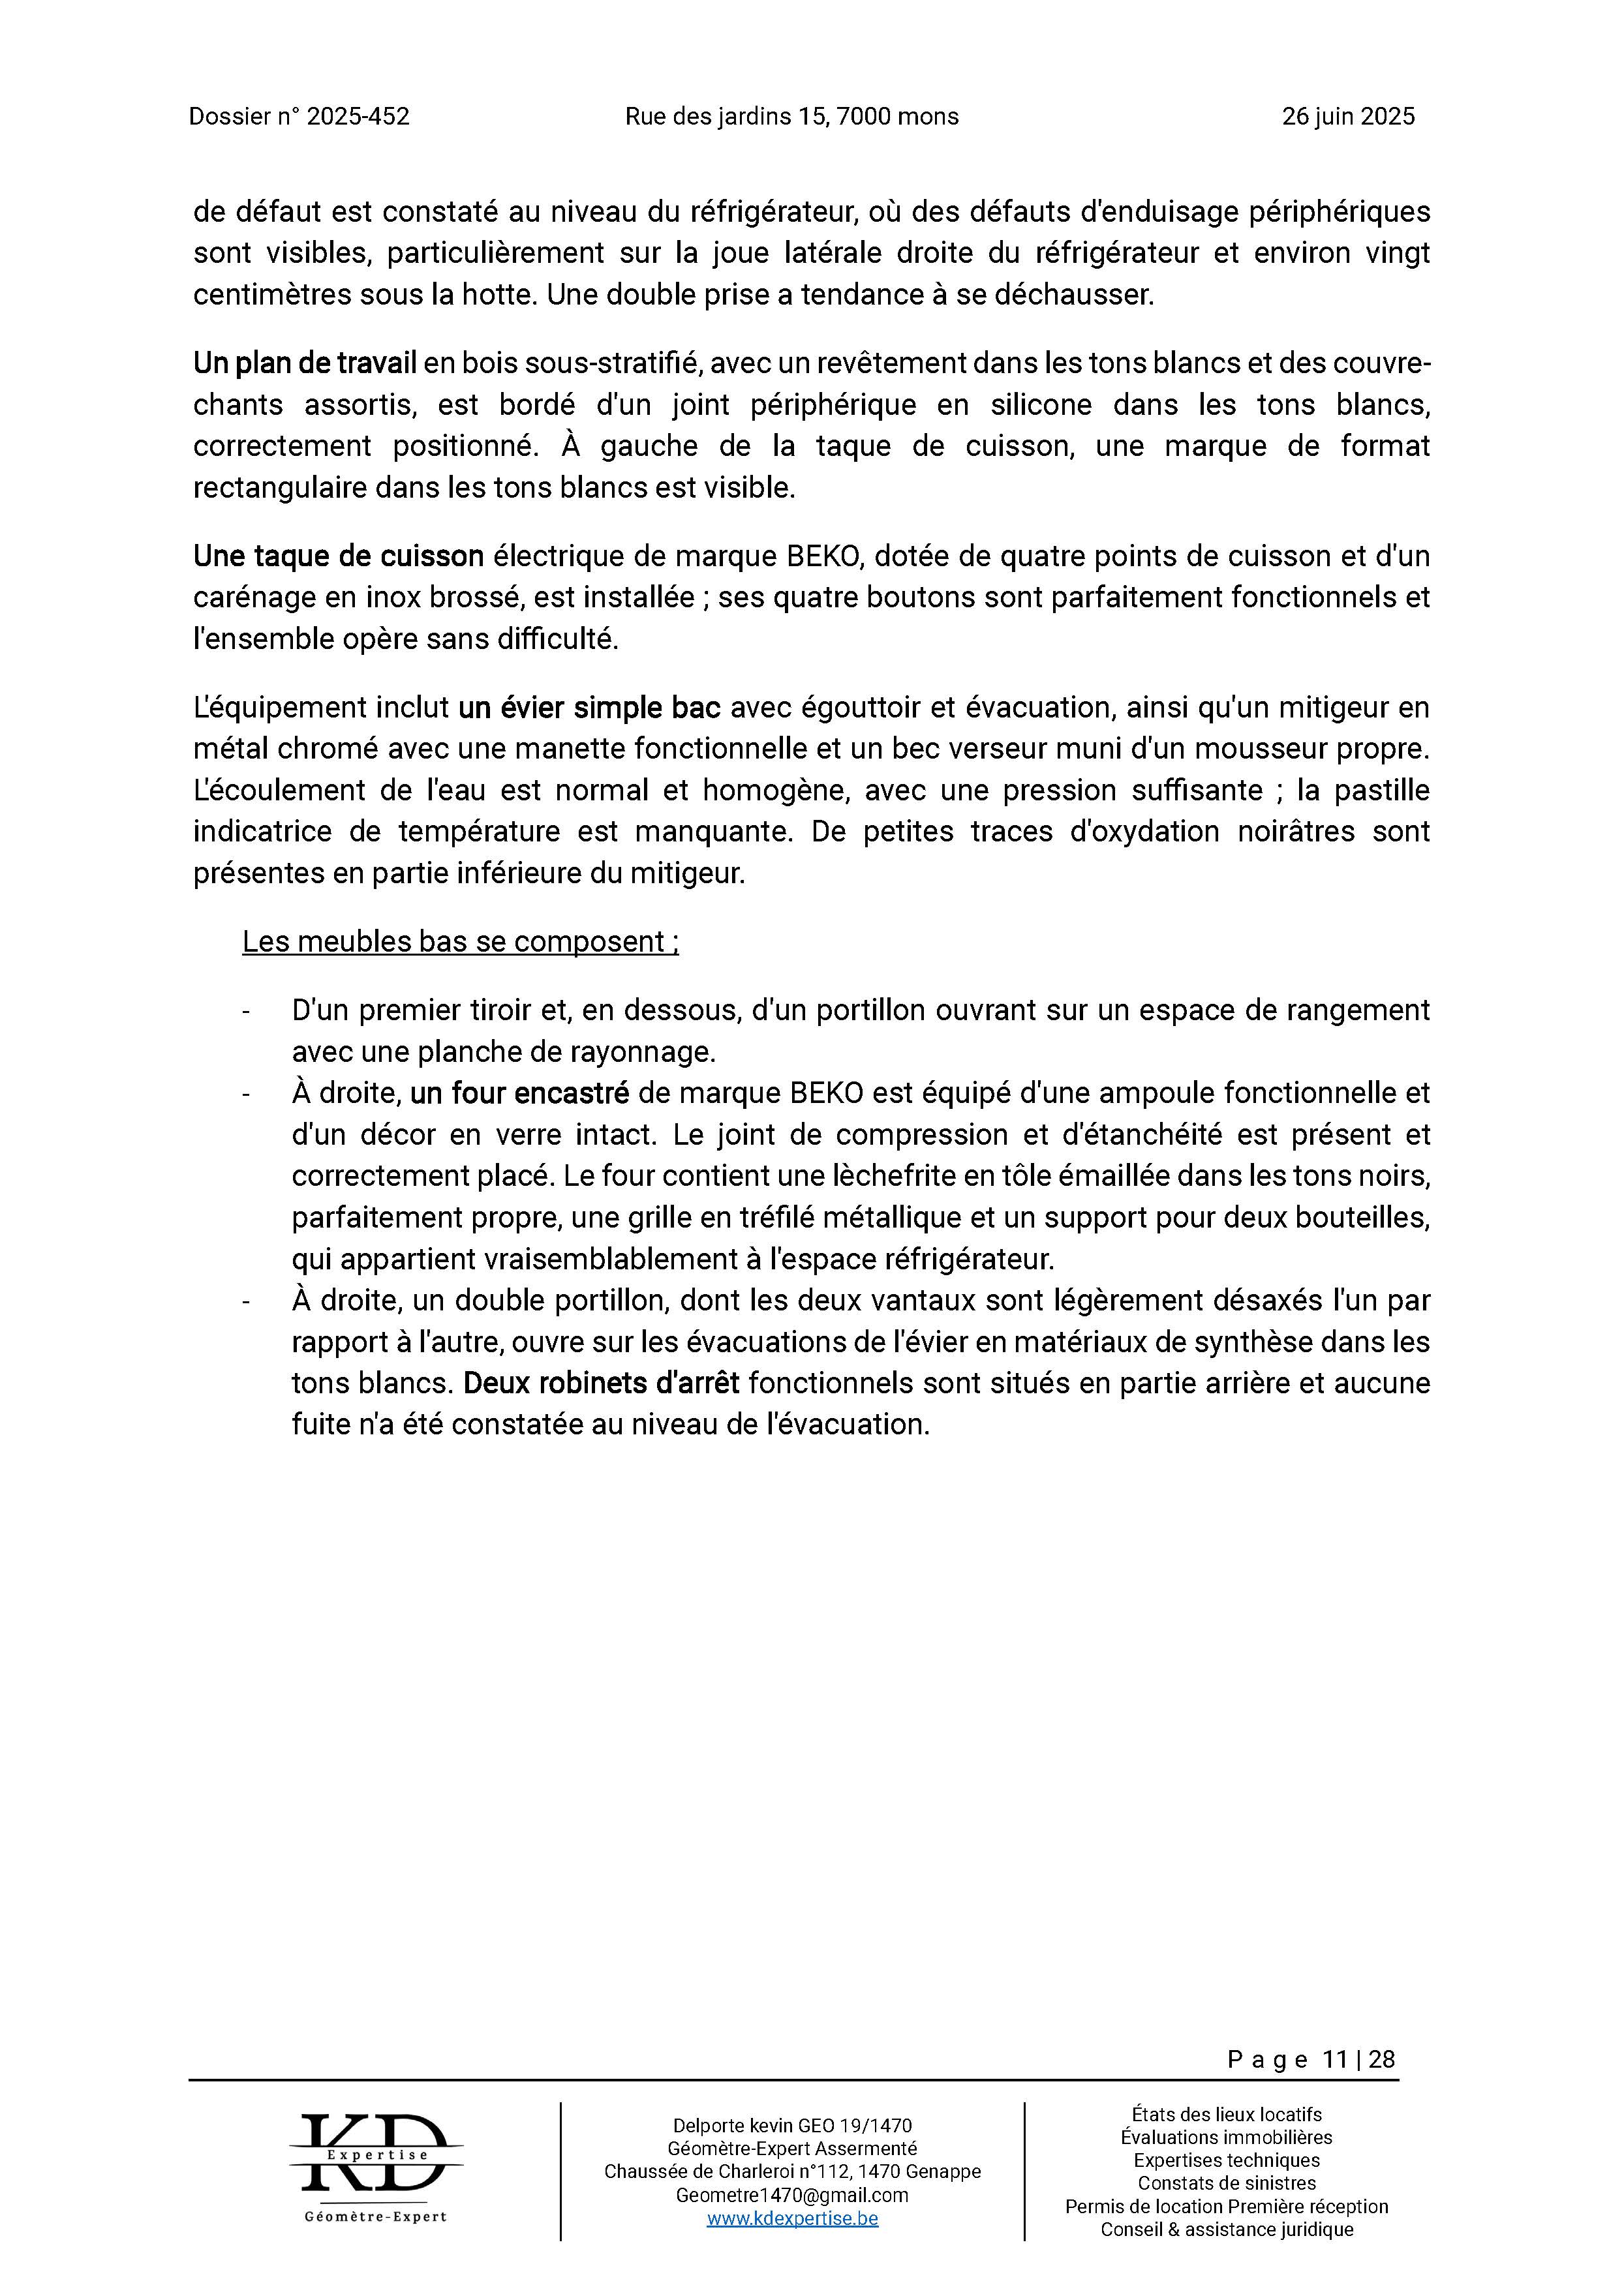 Dossier n° 2025-452 Rue des jardins 15, 7000 mons 26 juin 2025
de défaut est constaté au niveau du réfrigérateur, où des défauts d'enduisage périphériques
sont visibles, particulièrement sur la joue latérale droite du réfrigérateur et environ vingt
centimètres sous la hotte. Une double prise a tendance à se déchausser.
Un plan de travail en bois sous-stratifié, avec un revêtement dans les tons blancs et des couvre-
chants assortis, est bordé d'un joint périphérique en silicone dans les tons blancs,
correctement positionné. À gauche de la taque de cuisson, une marque de format
rectangulaire dans les tons blancs est visible.
Une taque de cuisson électrique de marque BEKO, dotée de quatre points de cuisson et d'un
carénage en inox brossé, est installée ; ses quatre boutons sont parfaitement fonctionnels et
l'ensemble opère sans difficulté.
L'équipement inclut un évier simple bac avec égouttoir et évacuation, ainsi qu'un mitigeur en
métal chromé avec une manette fonctionnelle et un bec verseur muni d'un mousseur propre.
L'écoulement de l'eau est normal et homogène, avec une pression suffisante ; la pastille
indicatrice de température est manquante. De petites traces d'oxydation noirâtres sont
présentes en partie inférieure du mitigeur.
Les meubles bas se composent ;
- D'un premier tiroir et, en dessous, d'un portillon ouvrant sur un espace de rangement
avec une planche de rayonnage.
- À droite, un four encastré de marque BEKO est équipé d'une ampoule fonctionnelle et
d'un décor en verre intact. Le joint de compression et d'étanchéité est présent et
correctement placé. Le four contient une lèchefrite en tôle émaillée dans les tons noirs,
parfaitement propre, une grille en tréfilé métallique et un support pour deux bouteilles,
qui appartient vraisemblablement à l'espace réfrigérateur.
- À droite, un double portillon, dont les deux vantaux sont légèrement désaxés l'un par
rapport à l'autre, ouvre sur les évacuations de l'évier en matériaux de synthèse dans les
tons blancs. Deux robinets d'arrêt fonctionnels sont situés en partie arrière et aucune
fuite n'a été constatée au niveau de l'évacuation.
Page 11 | 28
KD
Expertise
Géomètre-Expert
Delporte kevin GEO 19/1470
Géomètre-Expert Assermenté
Chaussée de Charleroi n°112, 1470 Genappe
Geometre1470@gmail.com
www.kdexpertise.be
États des lieux locatifs
Évaluations immobilières
Expertises techniques
Constats de sinistres
Permis de location Première réception
Conseil & assistance juridique